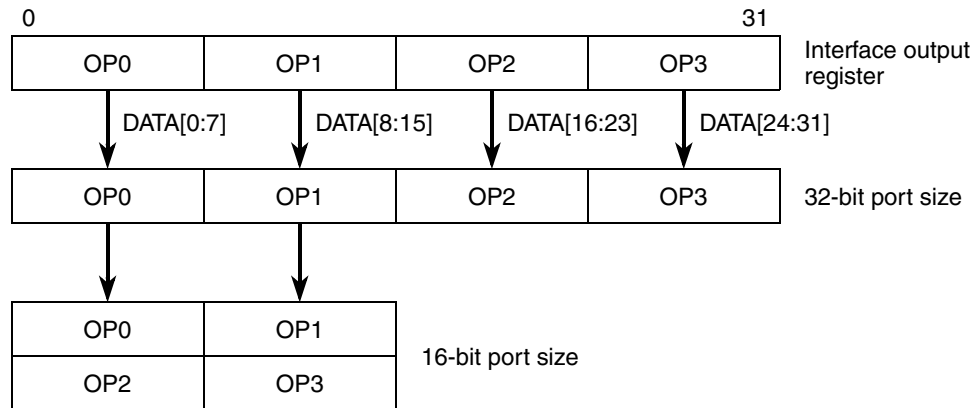 0 31
OP0 OP1 OP2 OP3 Interface output
register
DATA[0:7] DATA[8:15] DATA[16:23] DATA[24:31]
OP0 OP1 OP2 OP3 32-bit port size
OP0 OP1
16-bit port size
OP2 OP3